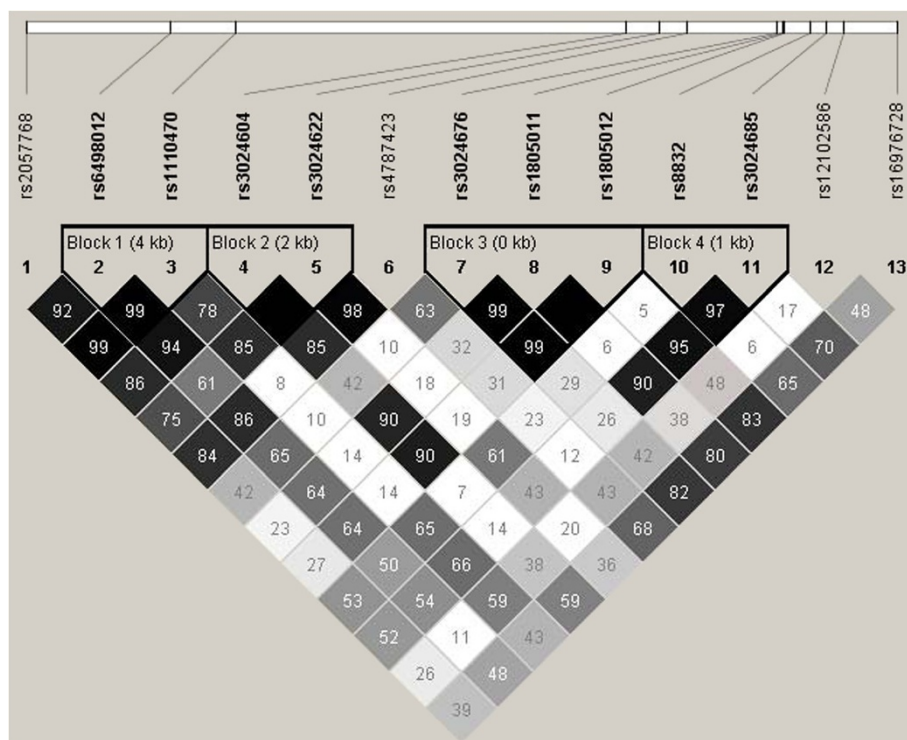 rs2057768
rs6498012
rs1110470
rs3024604
rs3024622
rs4787423
rs3024676
rs1805011
rs1805012
rs8832
rs3024685
rs12102586
rs16976728
Block 1 (4 kb) Block 2 (2 kb) Block 3 (0 kb) Block 4 (1 kb)
1 2 3 4 5 6 7 8 9 10 11 12 13
92 99 78 98 63 99 5 97 17 48
99 94 85 85 10 32 99 6 95 6 70
86 61 8 42 18 31 29 90 48 65
75 86 10 90 19 23 26 38 83
84 65 14 90 61 12 42 80
42 64 14 7 43 43 82
23 64 65 14 20 68
27 50 66 38 36
53 54 59 59
52 11 43
26 48
39